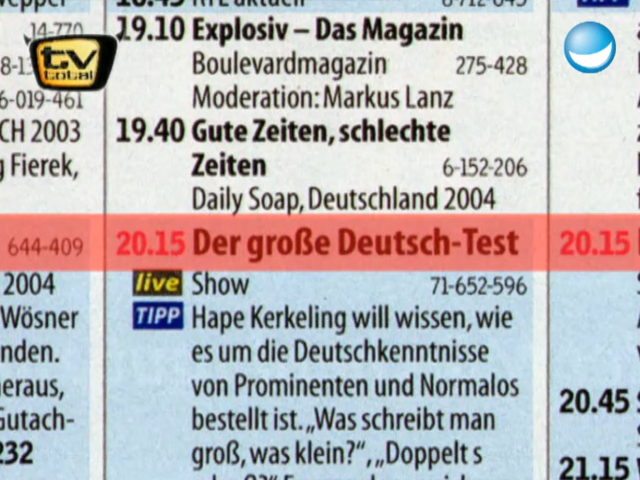 14-770
19.10 Explosiv – Das Magazin
Boulevardmagazin 275-428
6-019-461
Moderation: Markus Lanz
CH 2003
19.40 Gute Zeiten, schlechte
Fierek,
Zeiten 6-152-206
Daily Soap, Deutschland 2004
644-409
20.15 Der große Deutsch-Test
20.15
2004
live Show 71-652-596
Wösner
TIPP Hape Kerkeling will wissen, wie
nden.
es um die Deutschkenntnisse
eraus,
von Prominenten und Normalos
20.45
Gutach-
bestellt ist. „Was schreibt man
232
groß, was klein?“, „Doppelt s
21.15
tv total